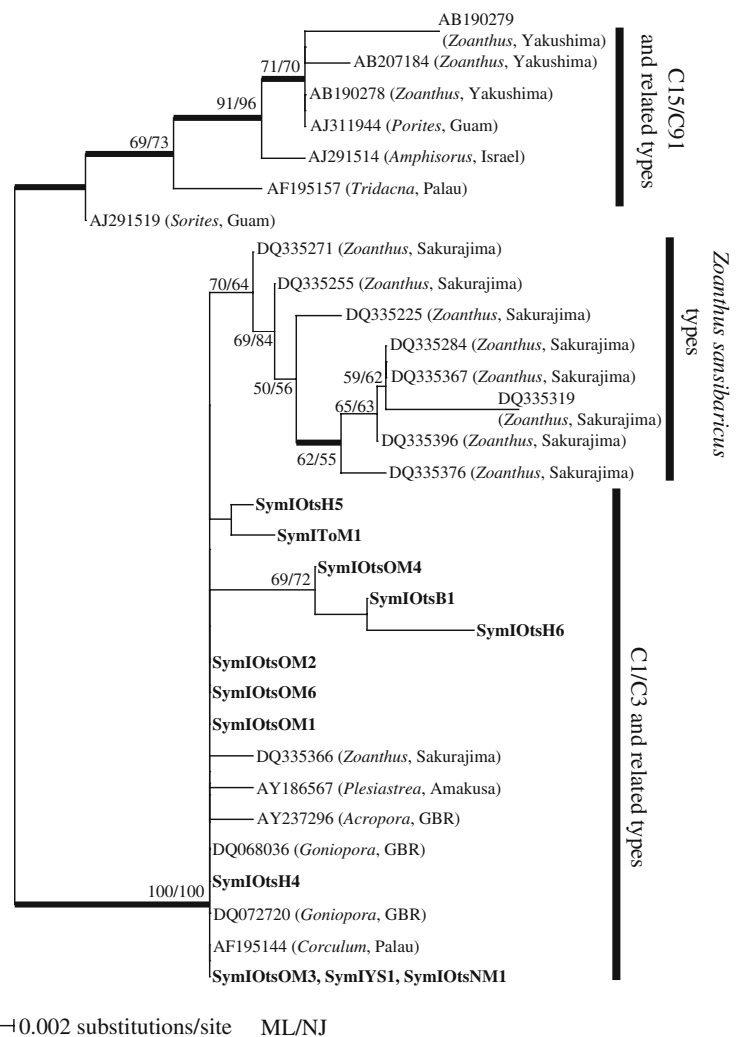 AB190279
(Zoanthus, Yakushima)
71/70
AB207184 (Zoanthus, Yakushima)
91/96
AB190278 (Zoanthus, Yakushima)
AJ311944 (Porites, Guam)
69/73
AJ291514 (Amphisorus, Israel)
AF195157 (Tridacna, Palau)
AJ291519 (Sorites, Guam)
C15/C91
and related types
DQ335271 (Zoanthus, Sakurajima)
70/64
DQ335255 (Zoanthus, Sakurajima)
DQ335225 (Zoanthus, Sakurajima)
69/84
DQ335284 (Zoanthus, Sakurajima)
50/56
59/62
DQ335367 (Zoanthus, Sakurajima)
DQ335319
(Zoanthus, Sakurajima)
65/63
DQ335396 (Zoanthus, Sakurajima)
62/55
DQ335376 (Zoanthus, Sakurajima)
Zoanthus sansibaricus
types
SymIOtsH5
SymIToM1
69/72
SymIOtsOM4
SymIOtsB1
SymIOtsH6
SymIOtsOM2
SymIOtsOM6
SymIOtsOM1
DQ335366 (Zoanthus, Sakurajima)
AY186567 (Plesiastrea, Amakusa)
AY237296 (Acropora, GBR)
DQ068036 (Goniopora, GBR)
100/100
SymIOtsH4
DQ072720 (Goniopora, GBR)
AF195144 (Corculum, Palau)
SymIOtsOM3, SymIYS1, SymIOtsNM1
C1/C3 and related types
0.002 substitutions/site ML/NJ